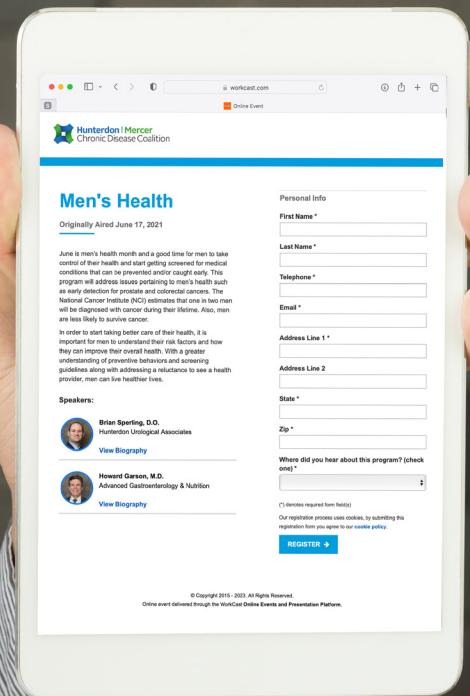 workcast.com
S
Online Event
Hunterdon | Mercer
Chronic Disease Coalition
Men's Health
Originally Aired June 17, 2021
June is men's health month and a good time for men to take
control of their health and start getting screened for medical
conditions that can be prevented and/or caught early. This
program will address issues pertaining to men's health such
as early detection for prostate and colorectal cancers. The
National Cancer Institute (NCI) estimates that one in two men
will be diagnosed with cancer during their lifetime. Also, men
are less likely to survive cancer.
In order to start taking better care of their health, it is
important for men to understand their risk factors and how
they can improve their overall health. With a greater
understanding of preventive behaviors and screening
guidelines along with addressing a reluctance to see a health
provider, men can live healthier lives.
Speakers:
Brian Sperling, D.O.
Hunterdon Urological Associates
View Biography
Howard Garson, M.D.
Advanced Gastroenterology & Nutrition
View Biography
Personal Info
First Name *
Last Name *
Telephone *
Email *
Address Line 1 *
Address Line 2
State *
Zip *
Where did you hear about this program? (check
one) *
(*) denotes required form field(s)
Our registration process uses cookies, by submitting this
registration form you agree to our cookie policy.
REGISTER →
© Copyright 2015 - 2023. All Rights Reserved.
Online event delivered through the WorkCast Online Events and Presentation Platform.